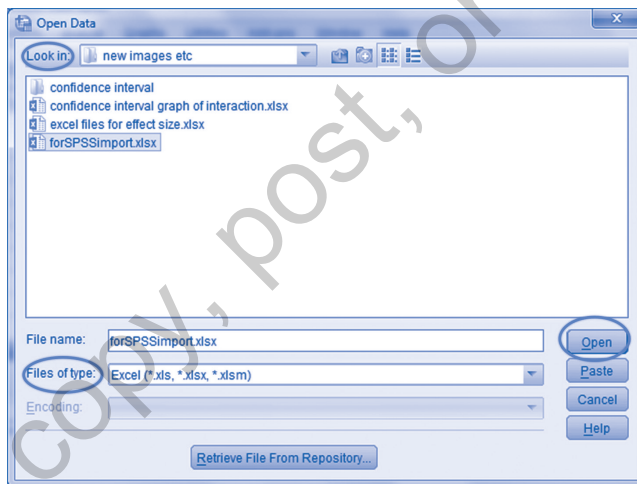 Open Data
Look in: new images etc
confidence interval
confidence interval graph of interaction.xlsx
excel files for effect size.xlsx
forSPSSimport.xlsx
File name: forSPSSimport.xlsx Open
Files of type: Excel (*.xls, *.xlsx, *.xlsm) Paste
Encoding: Cancel
Help
Retrieve File From Repository...
copy, post, or